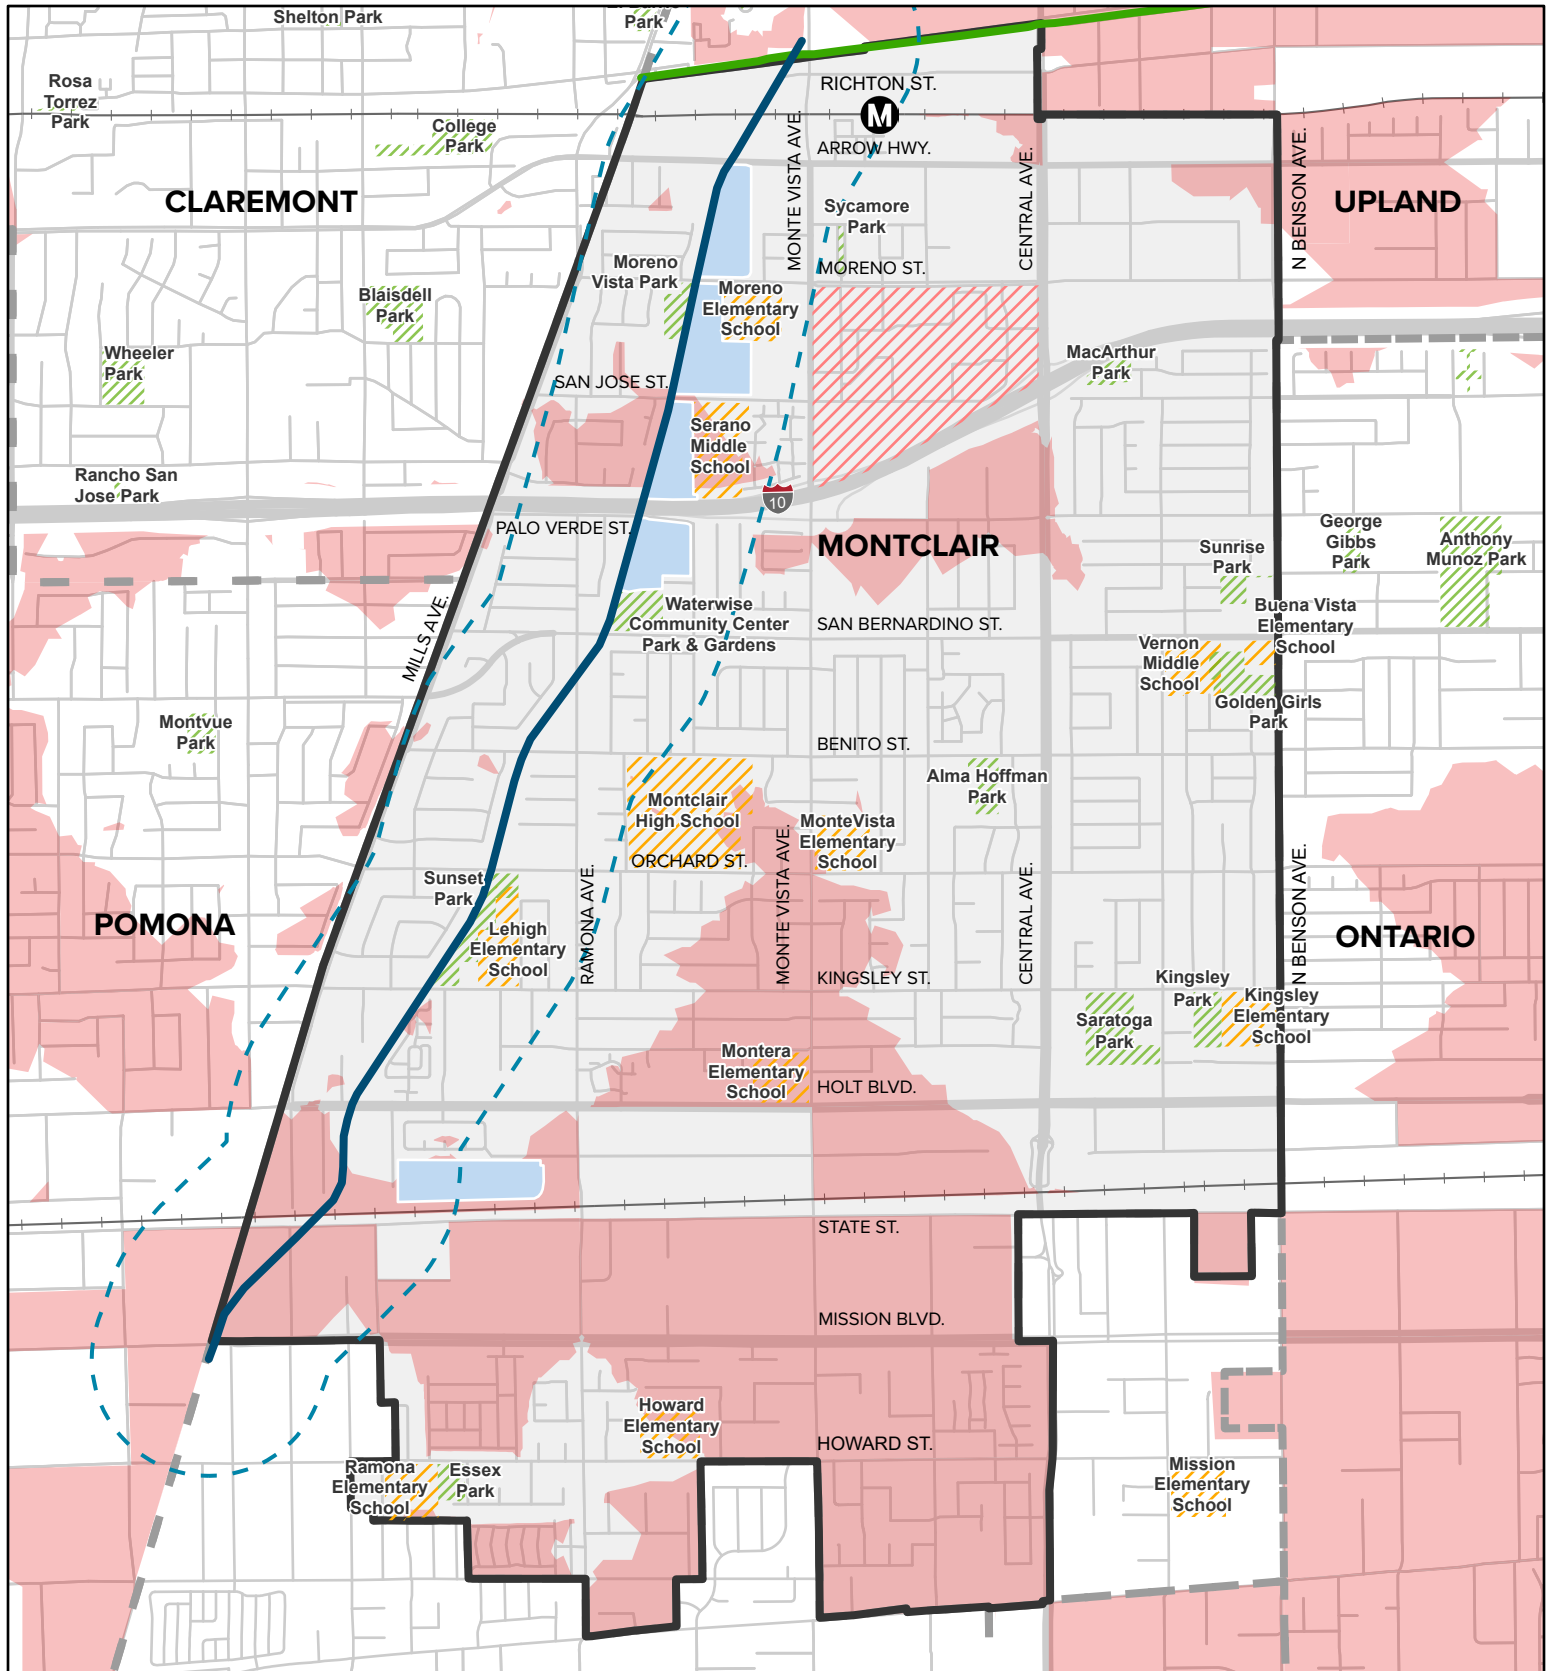 Shelton Park
Park
Rosa
Torrez
Park
College
Park
RICHTON ST.
M
ARROW HWY.
MONTE VISTA AVE.
CENTRAL AVE.
N BENSON AVE.
CLAREMONT
UPLAND
Sycamore
Park
MORENO ST.
Moreno
Vista Park
Moreno
Elementary
School
Blaisdell
Park
Wheeler
Park
MacArthur
Park
SAN JOSE ST.
Serano
Middle
School
Rancho San
Jose Park
10
PALO VERDE ST.
MONTCLAIR
Sunrise
Park
George
Gibbs
Park
Anthony
Munoz Park
MILLS AVE.
Waterwise
Community Center
Park & Gardens
SAN BERNARDINO ST.
Buena Vista
Elementary
School
Vernon
Middle
School
Golden Girls
Park
Montvue
Park
BENITO ST.
Alma Hoffman
Park
Montclair
High School
MonteVista
Elementary
School
ORCHARD ST.
Sunset
Park
RAMONA AVE.
MONTE VISTA AVE.
CENTRAL AVE.
N BENSON AVE.
POMONA
ONTARIO
Lehigh
Elementary
School
KINGSLEY ST.
Kingsley
Park
Kingsley
Elementary
School
Saratoga
Park
Montera
Elementary
School
HOLT BLVD.
STATE ST.
MISSION BLVD.
Howard
Elementary
School
HOWARD ST.
Ramona
Elementary
School
Essex
Park
Mission
Elementary
School